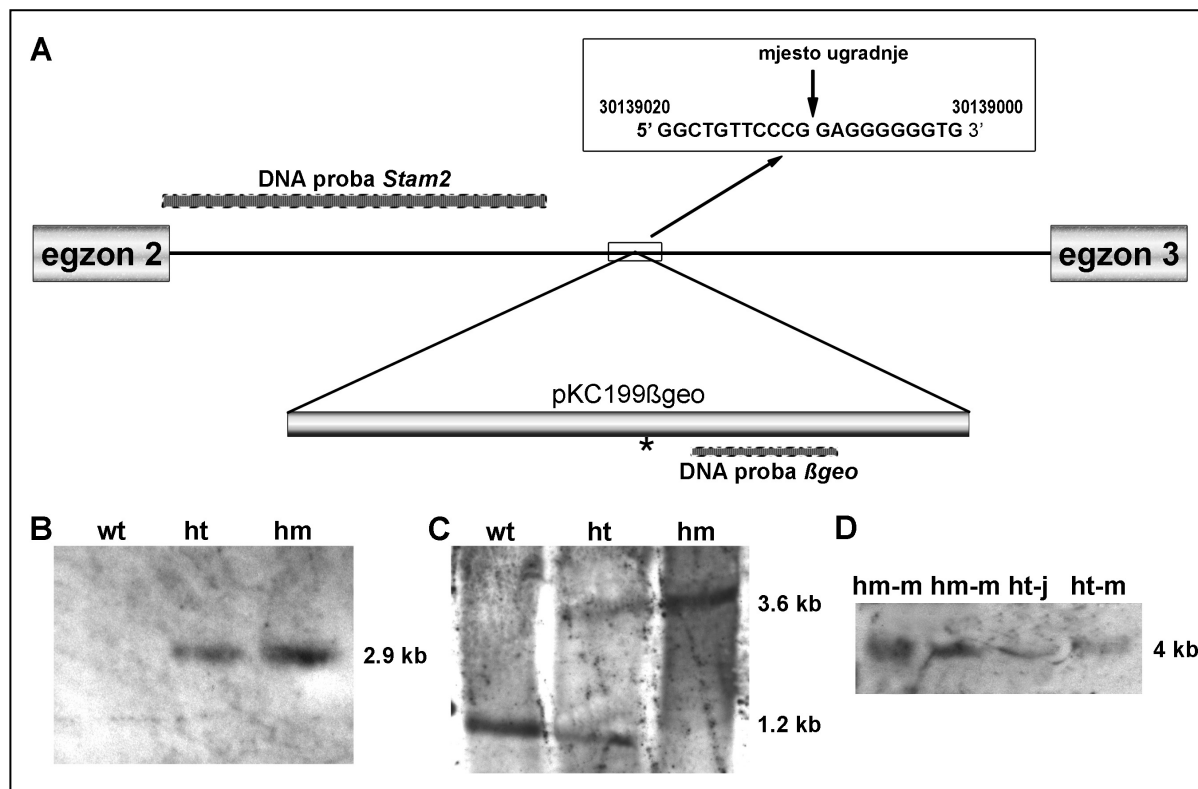 A
mjesto ugradnje
30139020 30139000
5' GGCTGTTCCCG GAGGGGGGTG 3'
DNA proba Stam2
egzon 2 egzon 3
pKC199ßgeo
*
DNA proba ßgeo
B wt ht hm
2.9 kb
C wt ht hm
3.6 kb
1.2 kb
D
hm-m hm-m ht-j ht-m
4 kb